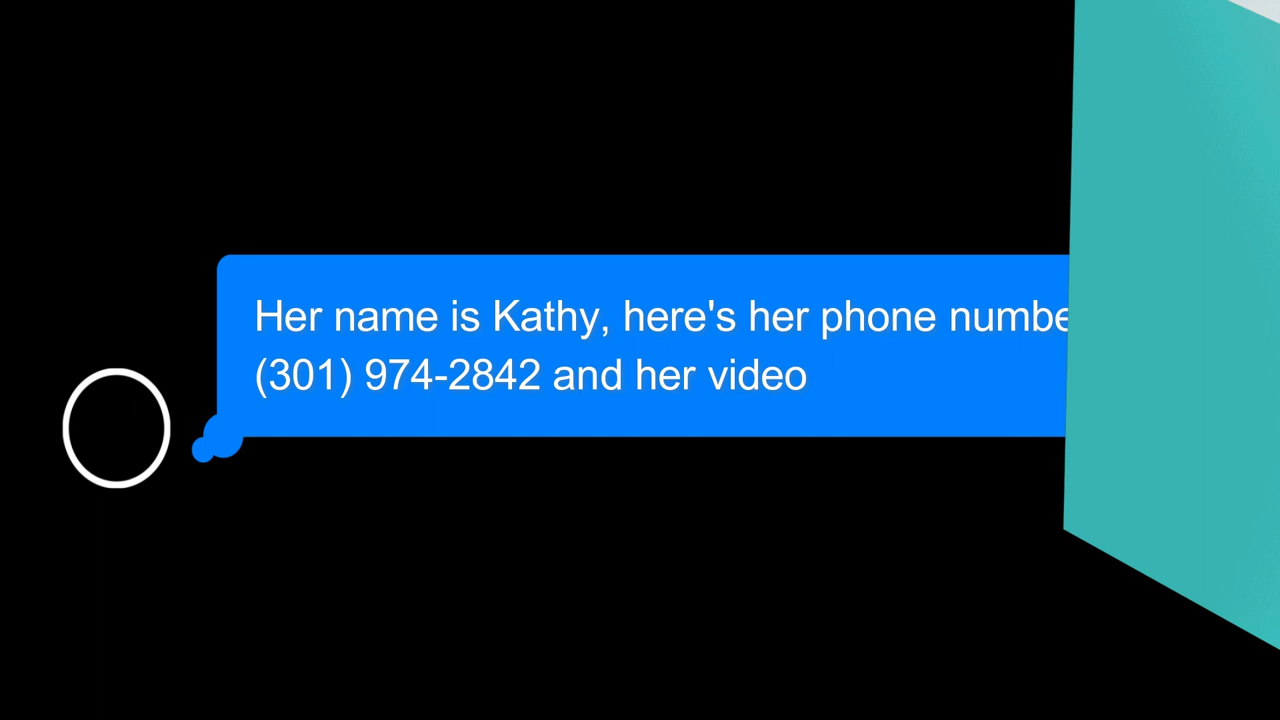 Her name is Kathy, here's her phone numbe
(301) 974-2842 and her video